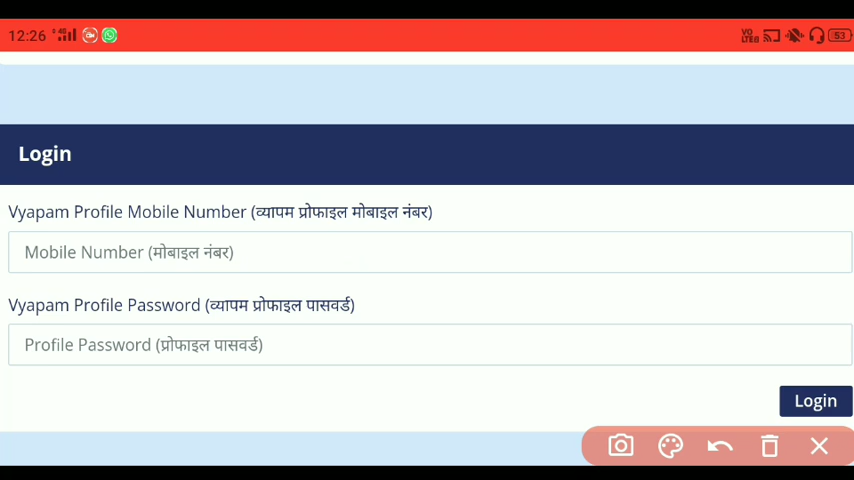 12:26
53
Login
Vyapam Profile Mobile Number (व्यापम प्रोफाइल मोबाइल नंबर)
Mobile Number (मोबाइल नंबर)
Vyapam Profile Password (व्यापम प्रोफाइल पासवर्ड)
Profile Password (प्रोफाइल पासवर्ड)
Login